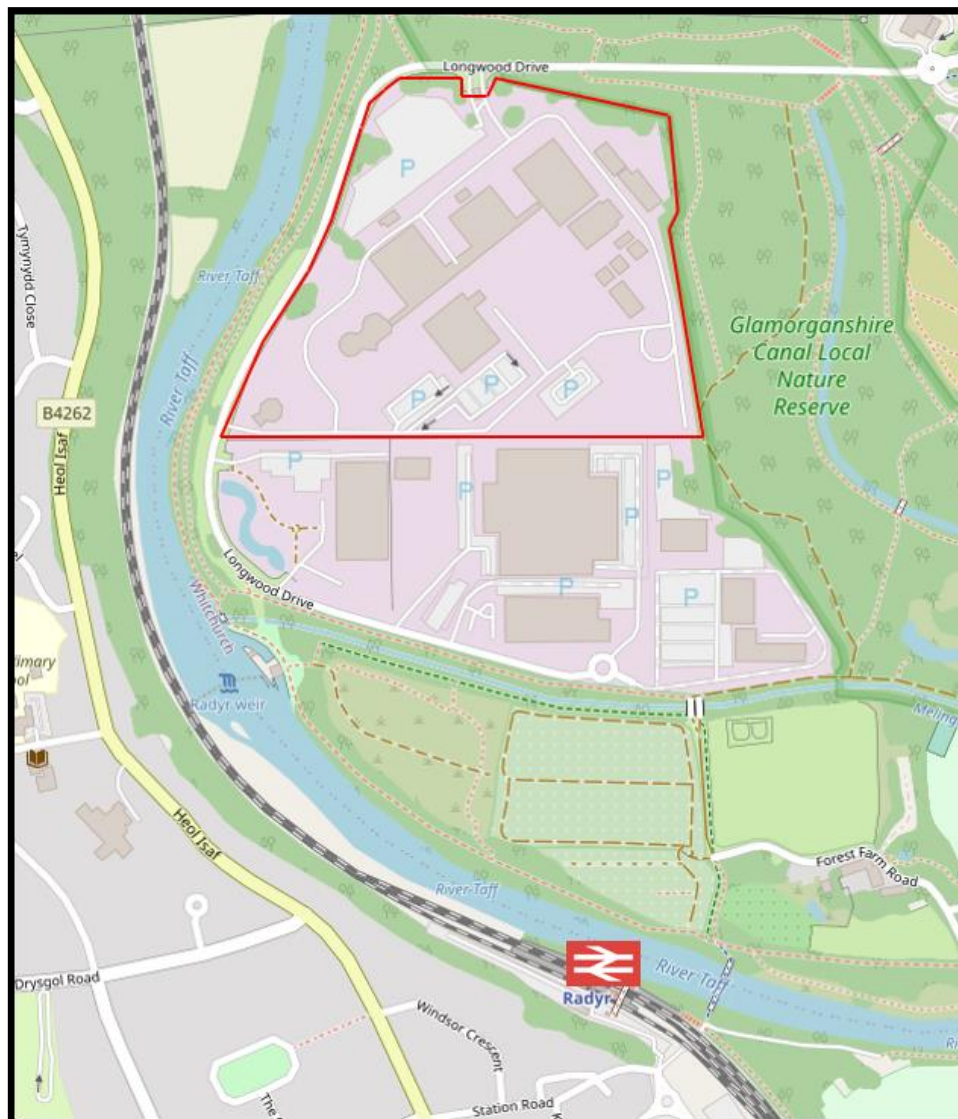 Longwood Drive
P
River Taff
Tymynydd Close
River Taff
Glamorganshire
Canal Local
Nature
Reserve
P
P
P
B4262
Heol Isaf
P
P
P
P
Longwood Drive
P
P
Whitchurch
Radyr weir
Heol Isaf
Forest Farm
Road
River Taff
River Taff
Drysgol Road
Radyr
Windsor Crescent
Station Road